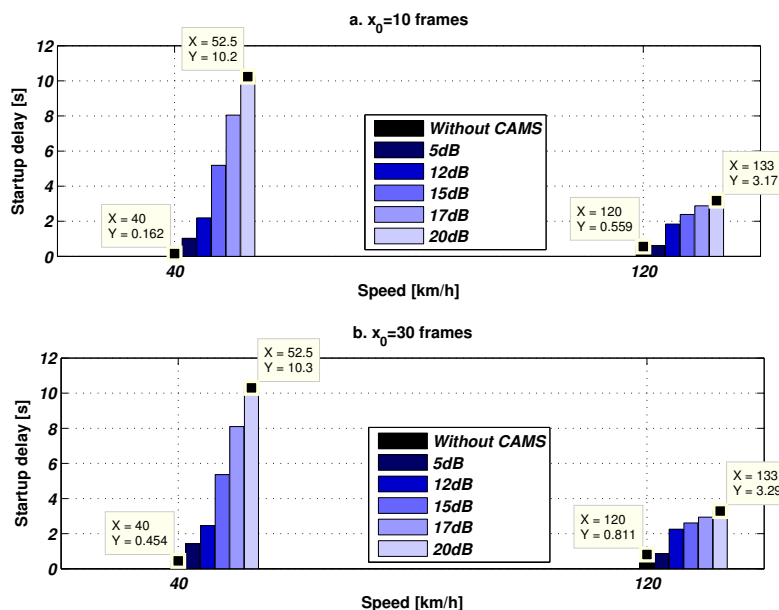 a. x0=10 frames
12
10
8
6
4
2
0
Startup delay [s]
X = 52.5
Y = 10.2
X = 40
Y = 0.162
Without CAMS
5dB
12dB
15dB
17dB
20dB
X = 133
Y = 3.17
X = 120
Y = 0.559
40
120
Speed [km/h]
b. x0=30 frames
12
10
8
6
4
2
0
Startup delay [s]
X = 52.5
Y = 10.3
X = 40
Y = 0.454
Without CAMS
5dB
12dB
15dB
17dB
20dB
X = 133
Y = 3.29
X = 120
Y = 0.811
40
120
Speed [km/h]